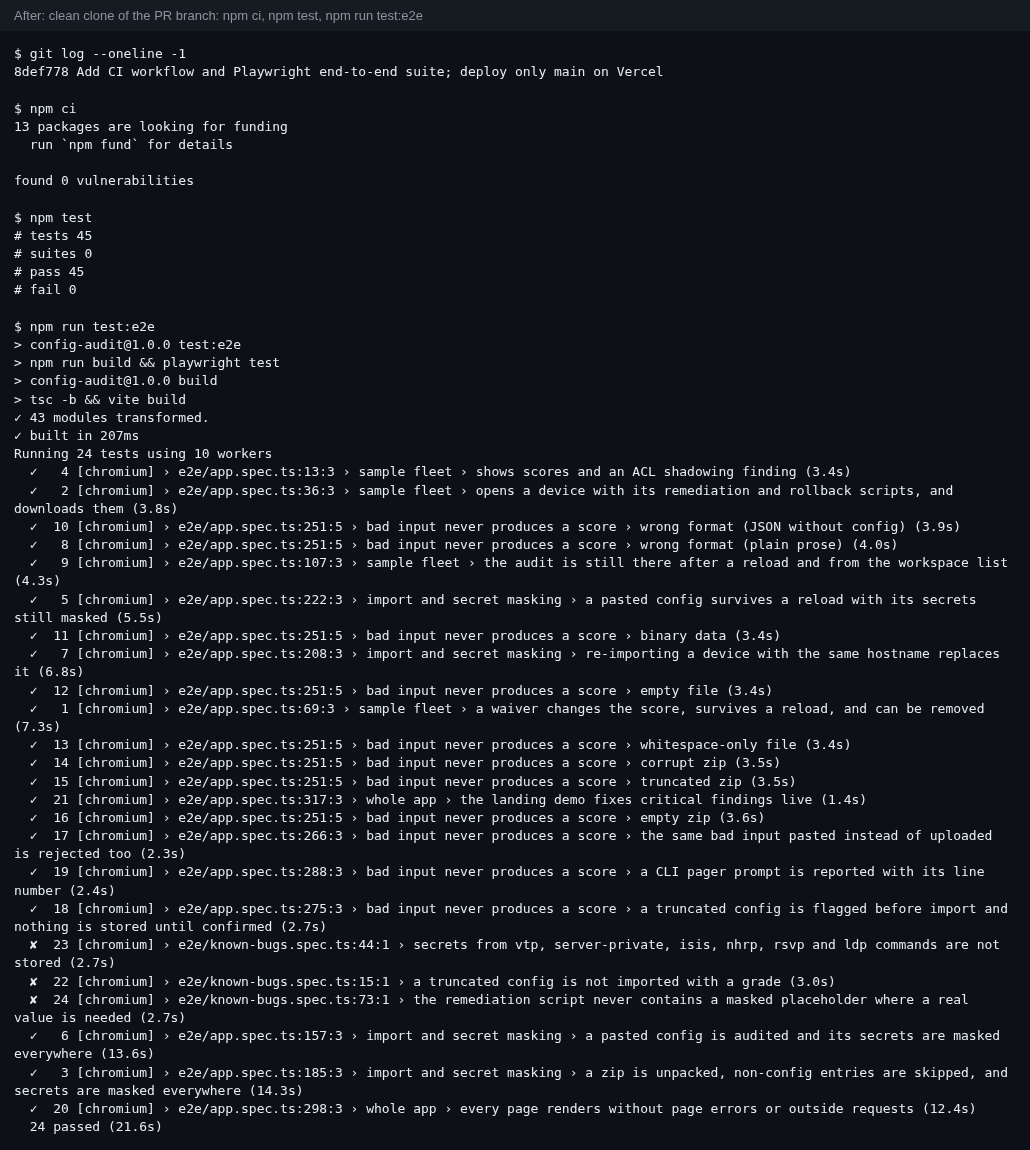 After: clean clone of the PR branch: npm ci, npm test, npm run test:e2e
$ git log --oneline -1
8def778 Add CI workflow and Playwright end-to-end suite; deploy only main on Vercel
$ npm ci
13 packages are looking for funding
  run `npm fund` for details
found 0 vulnerabilities
$ npm test
# tests 45
# suites 0
# pass 45
# fail 0
$ npm run test:e2e
> config-audit@1.0.0 test:e2e
> npm run build && playwright test
> config-audit@1.0.0 build
> tsc -b && vite build
✓ 43 modules transformed.
✓ built in 207ms
Running 24 tests using 10 workers
  ✓   4 [chromium] › e2e/app.spec.ts:13:3 › sample fleet › shows scores and an ACL shadowing finding (3.4s)
  ✓   2 [chromium] › e2e/app.spec.ts:36:3 › sample fleet › opens a device with its remediation and rollback scripts, and
downloads them (3.8s)
  ✓  10 [chromium] › e2e/app.spec.ts:251:5 › bad input never produces a score › wrong format (JSON without config) (3.9s)
  ✓   8 [chromium] › e2e/app.spec.ts:251:5 › bad input never produces a score › wrong format (plain prose) (4.0s)
  ✓   9 [chromium] › e2e/app.spec.ts:107:3 › sample fleet › the audit is still there after a reload and from the workspace list
(4.3s)
  ✓   5 [chromium] › e2e/app.spec.ts:222:3 › import and secret masking › a pasted config survives a reload with its secrets
still masked (5.5s)
  ✓  11 [chromium] › e2e/app.spec.ts:251:5 › bad input never produces a score › binary data (3.4s)
  ✓   7 [chromium] › e2e/app.spec.ts:208:3 › import and secret masking › re-importing a device with the same hostname replaces
it (6.8s)
  ✓  12 [chromium] › e2e/app.spec.ts:251:5 › bad input never produces a score › empty file (3.4s)
  ✓   1 [chromium] › e2e/app.spec.ts:69:3 › sample fleet › a waiver changes the score, survives a reload, and can be removed
(7.3s)
  ✓  13 [chromium] › e2e/app.spec.ts:251:5 › bad input never produces a score › whitespace-only file (3.4s)
  ✓  14 [chromium] › e2e/app.spec.ts:251:5 › bad input never produces a score › corrupt zip (3.5s)
  ✓  15 [chromium] › e2e/app.spec.ts:251:5 › bad input never produces a score › truncated zip (3.5s)
  ✓  21 [chromium] › e2e/app.spec.ts:317:3 › whole app › the landing demo fixes critical findings live (1.4s)
  ✓  16 [chromium] › e2e/app.spec.ts:251:5 › bad input never produces a score › empty zip (3.6s)
  ✓  17 [chromium] › e2e/app.spec.ts:266:3 › bad input never produces a score › the same bad input pasted instead of uploaded
is rejected too (2.3s)
  ✓  19 [chromium] › e2e/app.spec.ts:288:3 › bad input never produces a score › a CLI pager prompt is reported with its line
number (2.4s)
  ✓  18 [chromium] › e2e/app.spec.ts:275:3 › bad input never produces a score › a truncated config is flagged before import and
nothing is stored until confirmed (2.7s)
  ✘  23 [chromium] › e2e/known-bugs.spec.ts:44:1 › secrets from vtp, server-private, isis, nhrp, rsvp and ldp commands are not
stored (2.7s)
  ✘  22 [chromium] › e2e/known-bugs.spec.ts:15:1 › a truncated config is not imported with a grade (3.0s)
  ✘  24 [chromium] › e2e/known-bugs.spec.ts:73:1 › the remediation script never contains a masked placeholder where a real
value is needed (2.7s)
  ✓   6 [chromium] › e2e/app.spec.ts:157:3 › import and secret masking › a pasted config is audited and its secrets are masked
everywhere (13.6s)
  ✓   3 [chromium] › e2e/app.spec.ts:185:3 › import and secret masking › a zip is unpacked, non-config entries are skipped, and
secrets are masked everywhere (14.3s)
  ✓  20 [chromium] › e2e/app.spec.ts:298:3 › whole app › every page renders without page errors or outside requests (12.4s)
  24 passed (21.6s)